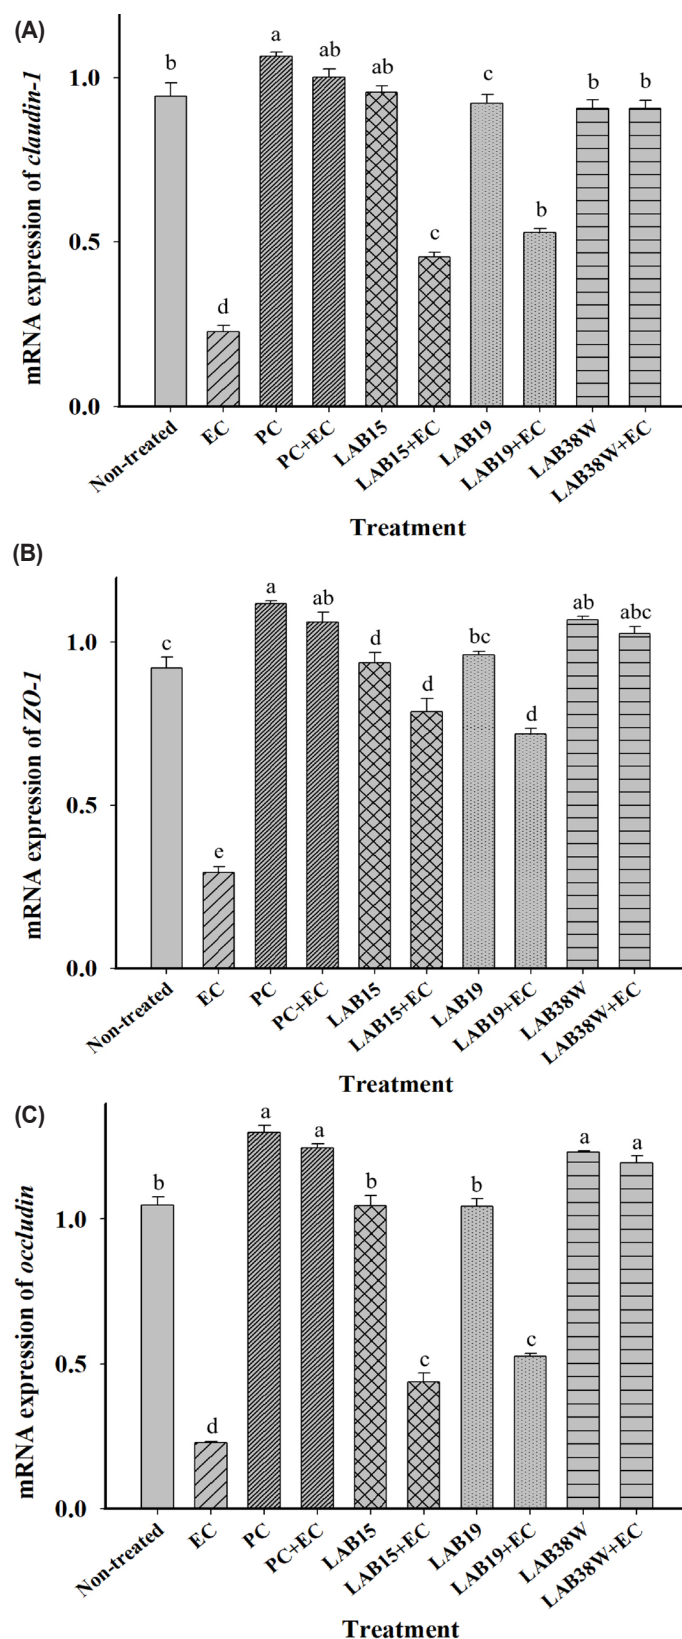 (A)
mRNA expression of claudin-1
1.0
0.5
0.0
b
d
a
ab
ab
c
c
b
b
b
Non-treated
EC
PC
PC+EC
LAB15
LAB15+EC
LAB19
LAB19+EC
LAB38W
LAB38W+EC
Treatment
(B)
mRNA expression of ZO-1
1.0
0.5
0.0
c
e
a
ab
d
d
bc
d
ab
abc
Non-treated
EC
PC
PC+EC
LAB15
LAB15+EC
LAB19
LAB19+EC
LAB38W
LAB38W+EC
Treatment
(C)
mRNA expression of occludin
1.0
0.5
0.0
b
d
a
a
b
c
b
c
a
a
Non-treated
EC
PC
PC+EC
LAB15
LAB15+EC
LAB19
LAB19+EC
LAB38W
LAB38W+EC
Treatment